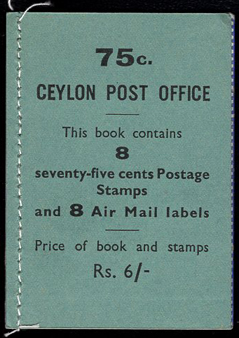 75c.
CEYLON POST OFFICE
This book contains
8
seventy-five cents Postage
Stamps
and 8 Air Mail labels
Price of book and stamps
Rs. 6/-